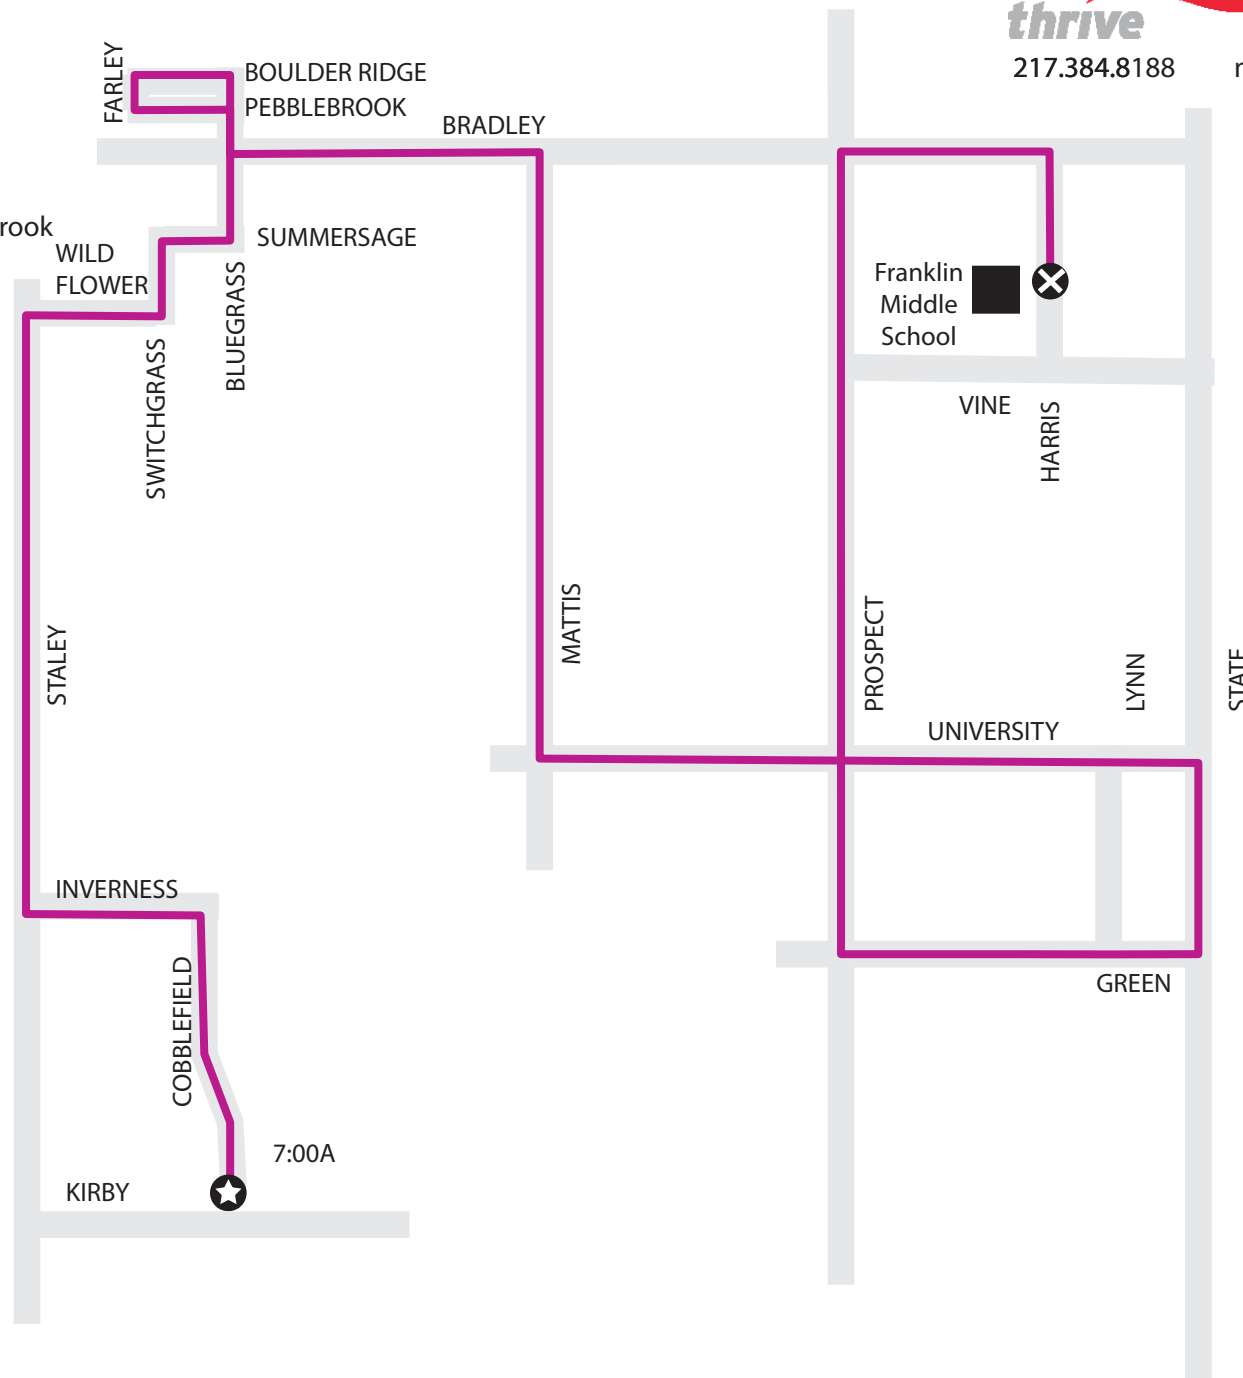 thrive
217.384.8188
FARLEY
BOULDER RIDGE
PEBBLEBROOK
BRADLEY
rook
WILD
FLOWER
SUMMERSAGE
BLUEGRASS
SWITCHGRASS
Franklin
Middle
School
VINE
HARRIS
STALEY
MATTIS
PROSPECT
LYNN
STATE
UNIVERSITY
INVERNESS
COBBLEFIELD
GREEN
7:00A
KIRBY